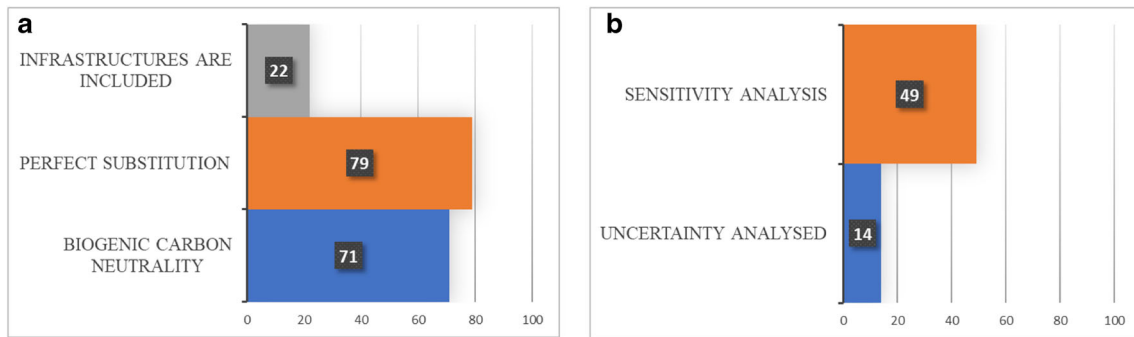 a
INFRASTRUCTURES ARE
INCLUDED
22
PERFECT SUBSTITUTION
79
BIOGENIC CARBON
NEUTRALITY
71
0 20 40 60 80 100
b
SENSITIVITY ANALYSIS
49
UNCERTAINTY ANALYSED
14
0 20 40 60 80 100